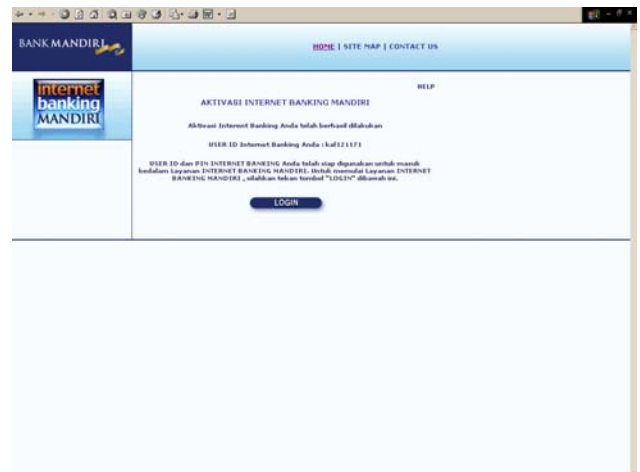 BANK MANDIRI
HOME | SITE MAP | CONTACT US
internet
banking
MANDIRI
HELP
AKTIVASI INTERNET BANKING MANDIRI
Aktivasi Internet Banking Anda telah berhasil dilakukan
USER ID Internet Banking Anda : kal121171
USER ID dan PIN INTERNET BANKING Anda telah siap digunakan untuk masuk
kedalam Layanan INTERNET BANKING MANDIRI. Untuk memulai Layanan INTERNET
BANKING MANDIRI , silahkan tekan tombol "LOGIN" dibawah ini.
LOGIN